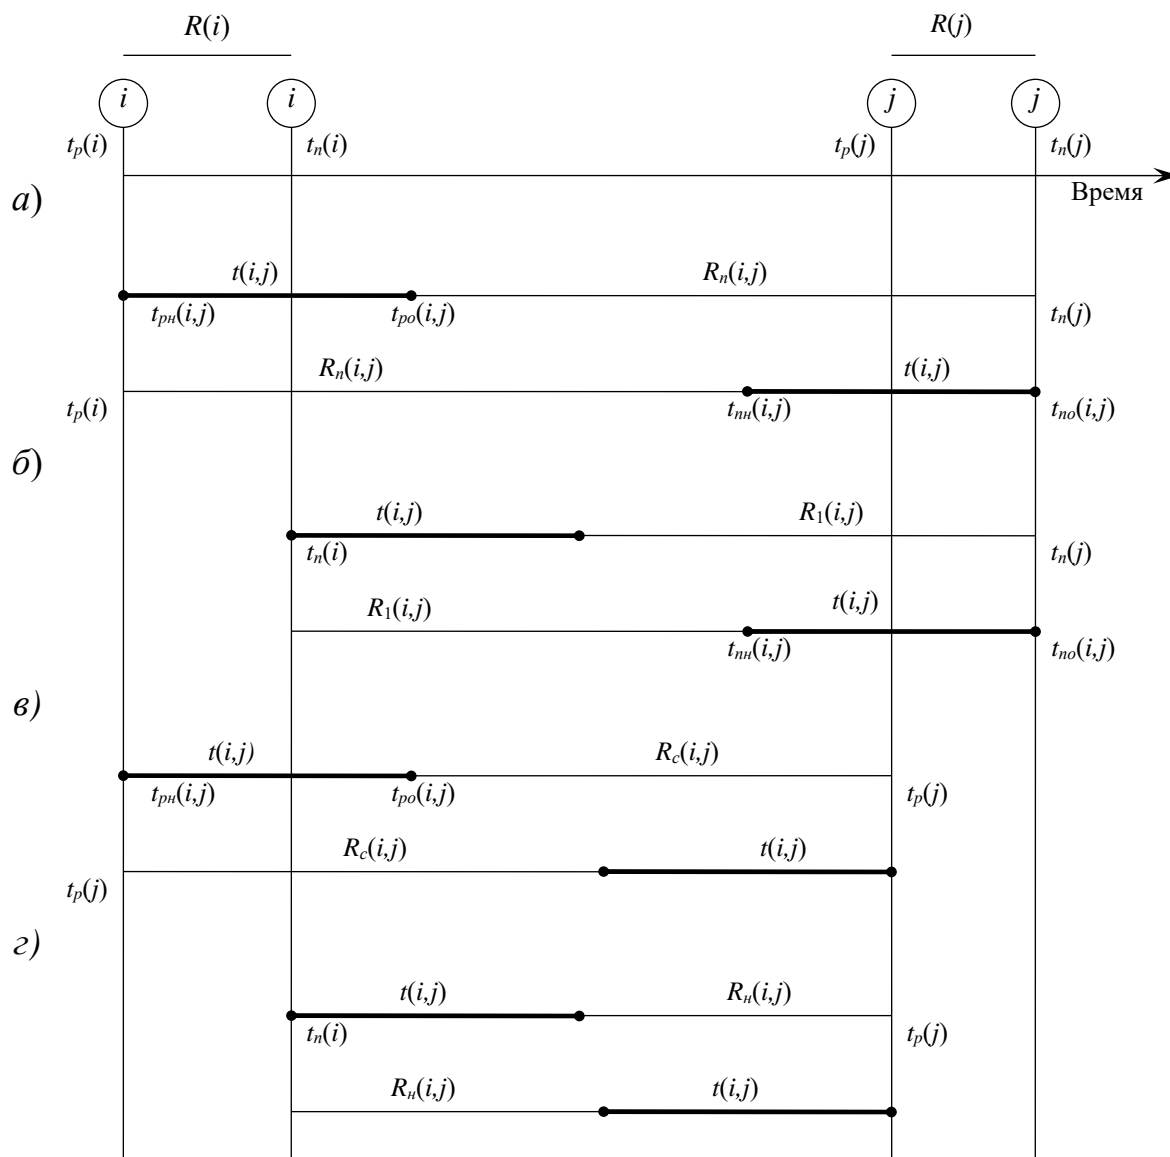 R(i) R(j)
i i j j
tр(i) tп(i) tр(j) tп(j)
Время
а)
t(i,j) Rп(i,j)
tрн(i,j) tро(i,j) tп(j)
Rп(i,j) t(i,j)
tр(i) tпн(i,j) tпо(i,j)
б)
t(i,j) R1(i,j)
tп(i) tп(j)
R1(i,j) t(i,j)
tпн(i,j) tпо(i,j)
в)
t(i,j) Rс(i,j)
tрн(i,j) tро(i,j) tр(j)
Rс(i,j) t(i,j)
tр(j)
г)
t(i,j) Rн(i,j)
tп(i) tр(j)
Rн(i,j) t(i,j)